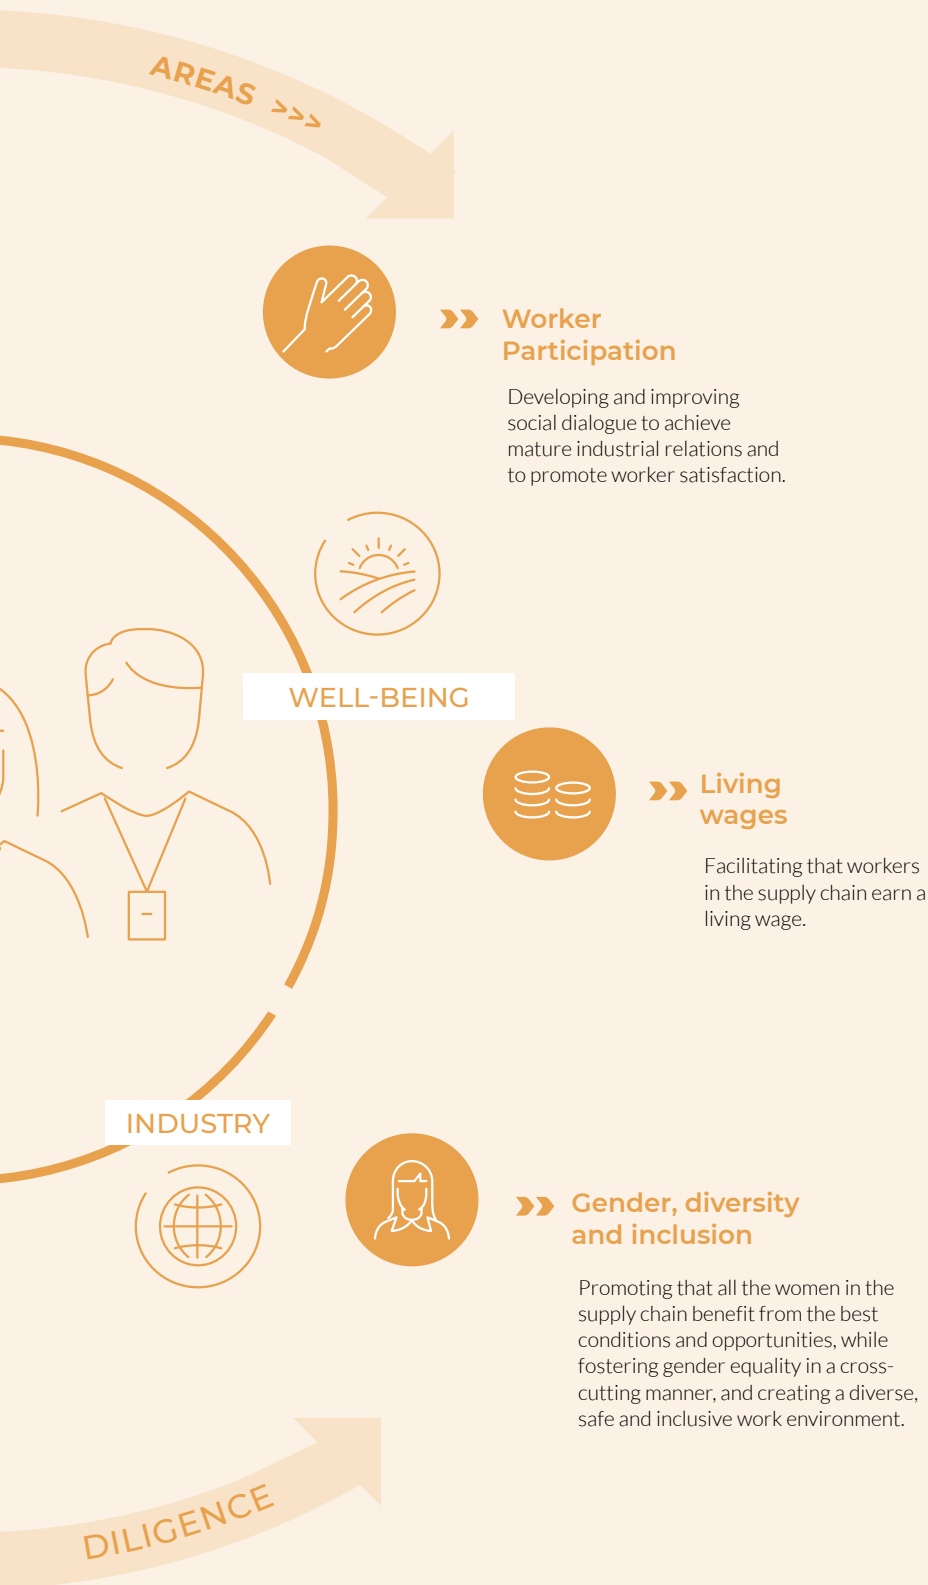 AREAS >>>
Worker
Participation
Developing and improving
social dialogue to achieve
mature industrial relations and
to promote worker satisfaction.
WELL-BEING
Living
wages
Facilitating that workers
in the supply chain earn a
living wage.
INDUSTRY
Gender, diversity
and inclusion
Promoting that all the women in the
supply chain benefit from the best
conditions and opportunities, while
fostering gender equality in a cross-
cutting manner, and creating a diverse,
safe and inclusive work environment.
DILIGENCE